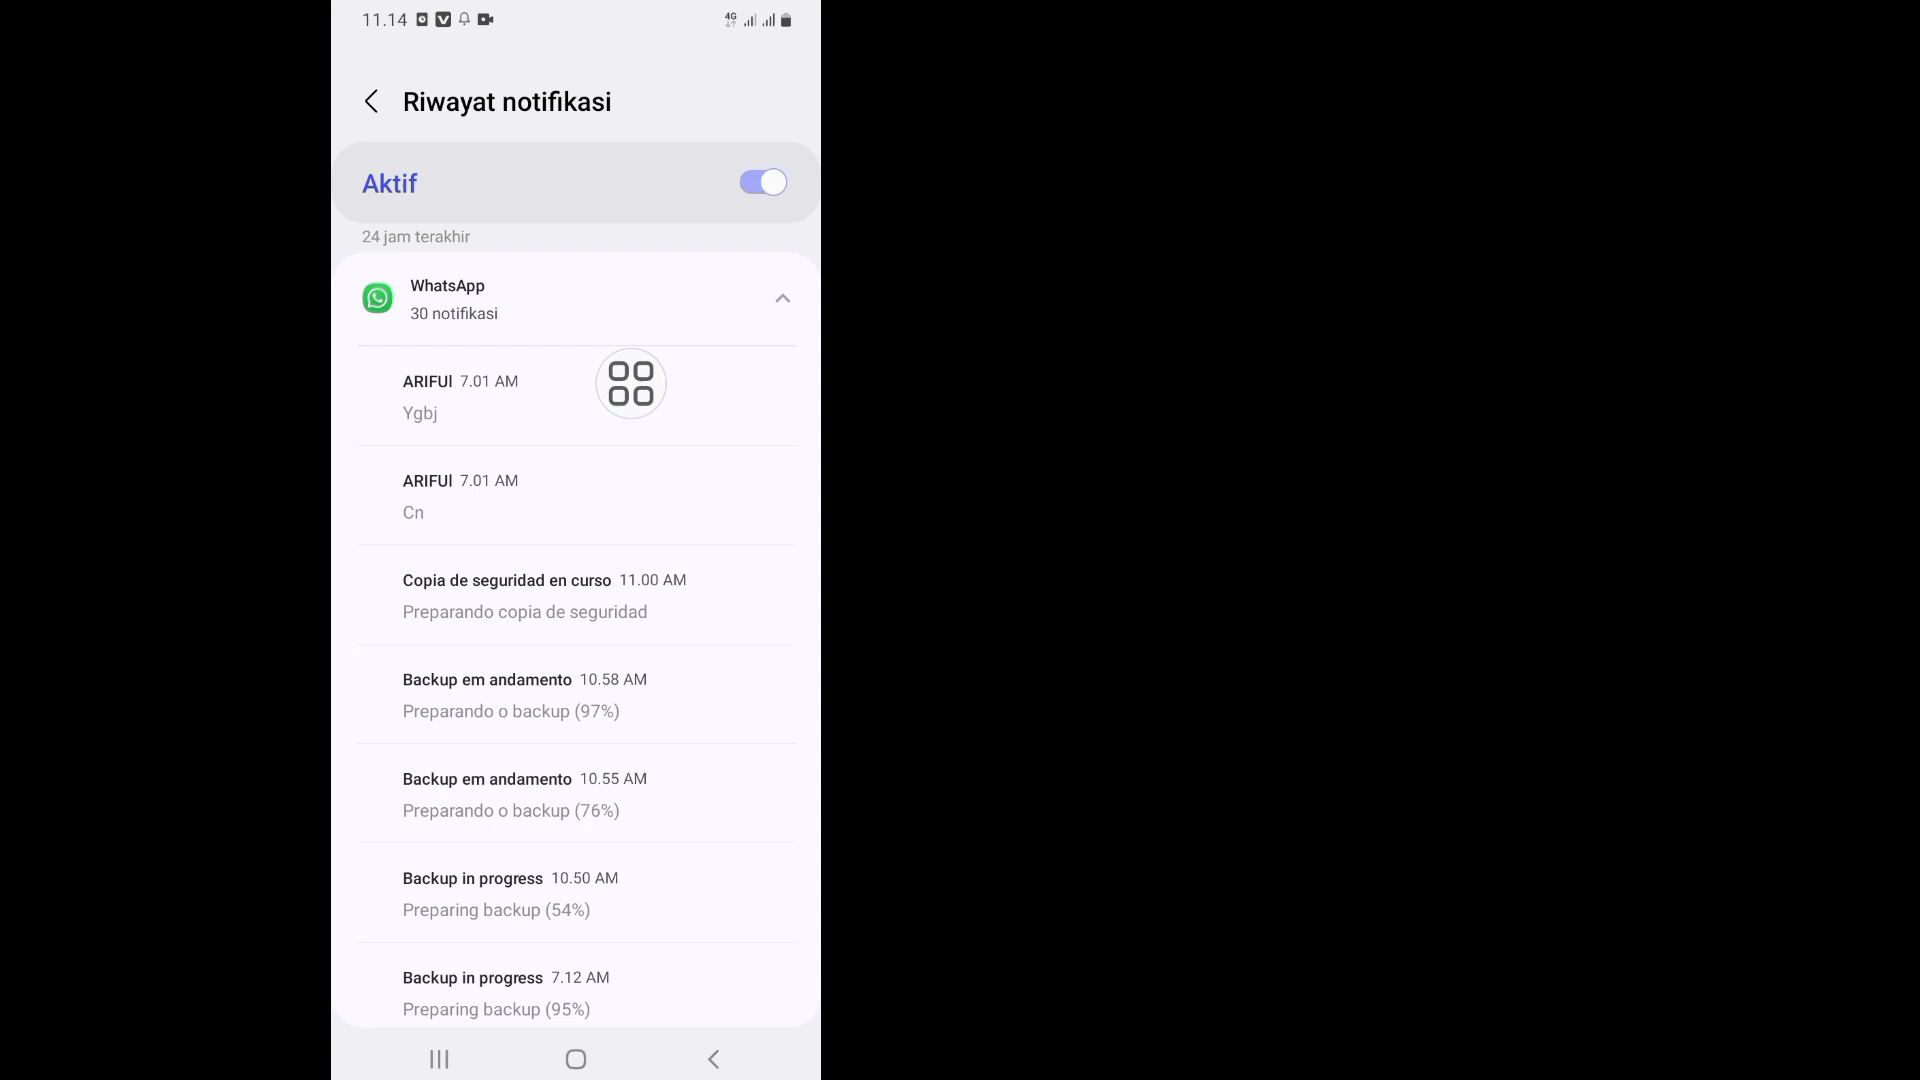 11.14
4G
Riwayat notifikasi
Aktif
24 jam terakhir
WhatsApp
30 notifikasi
ARIFUl 7.01 AM
Ygbj
ARIFUl 7.01 AM
Cn
Copia de seguridad en curso 11.00 AM
Preparando copia de seguridad
Backup em andamento 10.58 AM
Preparando o backup (97%)
Backup em andamento 10.55 AM
Preparando o backup (76%)
Backup in progress 10.50 AM
Preparing backup (54%)
Backup in progress 7.12 AM
Preparing backup (95%)